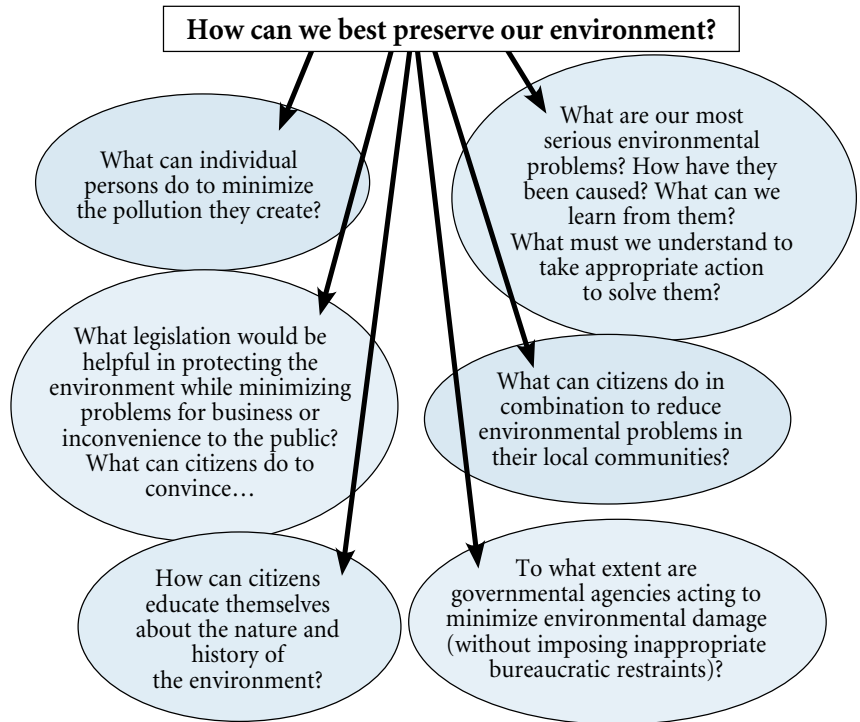 How can we best preserve our environment?
What can individual
persons do to minimize
the pollution they create?
What are our most
serious environmental
problems? How have they
been caused? What can we
learn from them?
What must we understand to
take appropriate action
to solve them?
What legislation would be
helpful in protecting the
environment while minimizing
problems for business or
inconvenience to the public?
What can citizens do to
convince…
What can citizens do in
combination to reduce
environmental problems in
their local communities?
How can citizens
educate themselves
about the nature and
history of
the environment?
To what extent are
governmental agencies acting to
minimize environmental damage
(without imposing inappropriate
bureaucratic restraints)?